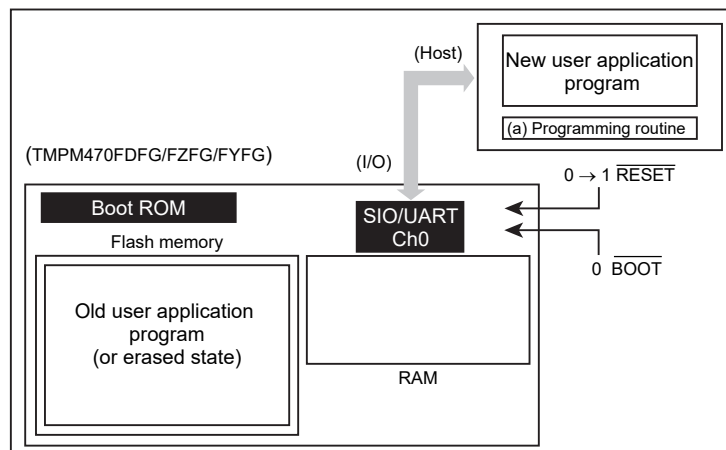 (Host)
New user application
program
(a) Programming routine
(TMPM470FDFG/FZFG/FYFG)
(I/O)
0 → 1 RESET
Boot ROM
SIO/UART
Ch0
Flash memory
0 BOOT
Old user application
program
(or erased state)
RAM